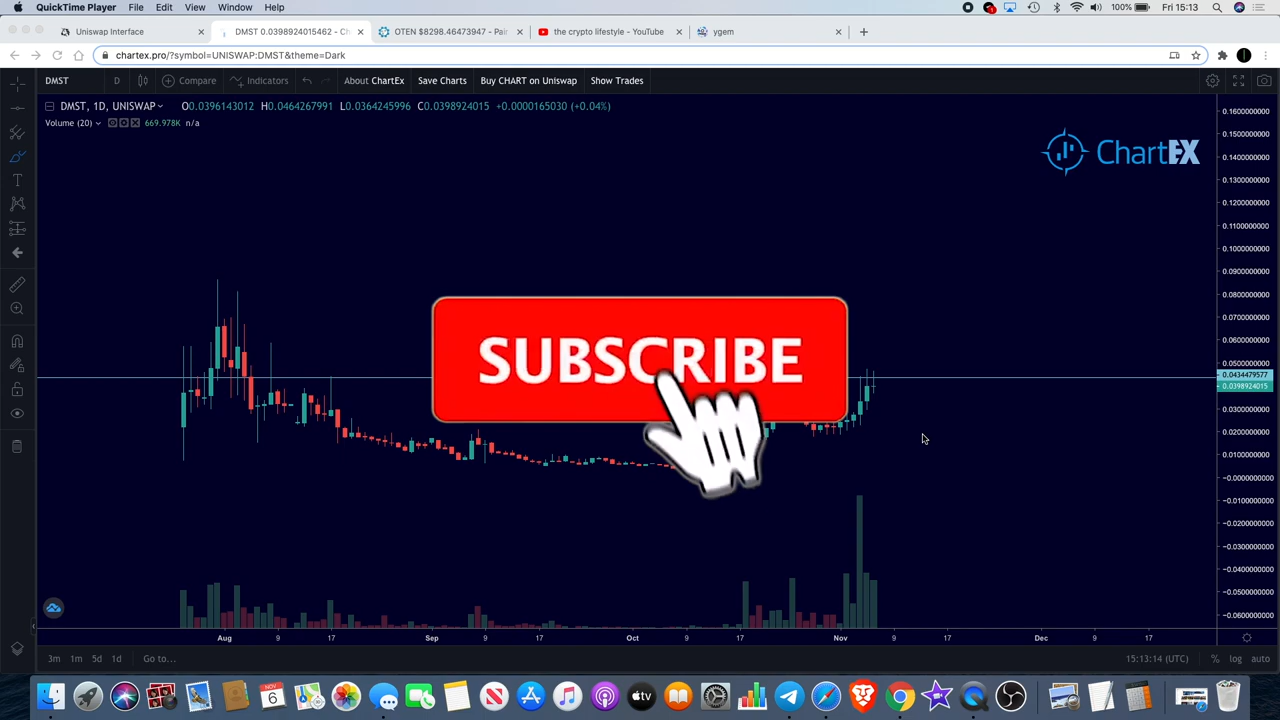 QuickTime Player File Edit View Window Help 100% Fri 15:13
Uniswap Interface
DMST 0.0398924015462 - Ch
OTEN $8298.46473947 - Pair
the crypto lifestyle - YouTube
ygem
chartex.pro/?symbol=UNISWAP:DMST&theme=Dark
DMST D Compare Indicators About ChartEx Save Charts Buy CHART on Uniswap Show Trades
DMST, 1D, UNISWAP O0.0396143012 H0.0464267991 L0.0364245996 C0.0398924015 +0.0000165030 (+0.04%)
Volume (20) 669.978K n/a
ChartEX
SUBSCRIBE
0.1600000000
0.1500000000
0.1400000000
0.1300000000
0.1200000000
0.1100000000
0.1000000000
0.0900000000
0.0800000000
0.0700000000
0.0600000000
0.0500000000
0.0434479577
0.0398924015
0.0300000000
0.0200000000
0.0100000000
−0.0000000000
−0.0100000000
−0.0200000000
−0.0300000000
−0.0400000000
−0.0500000000
−0.0600000000
Aug 9 17 Sep 9 17 Oct 9 17 Nov 9 17 Dec 9 17
3m 1m 5d 1d Go to... 15:13:14 (UTC) % log auto
NOV
6
tv